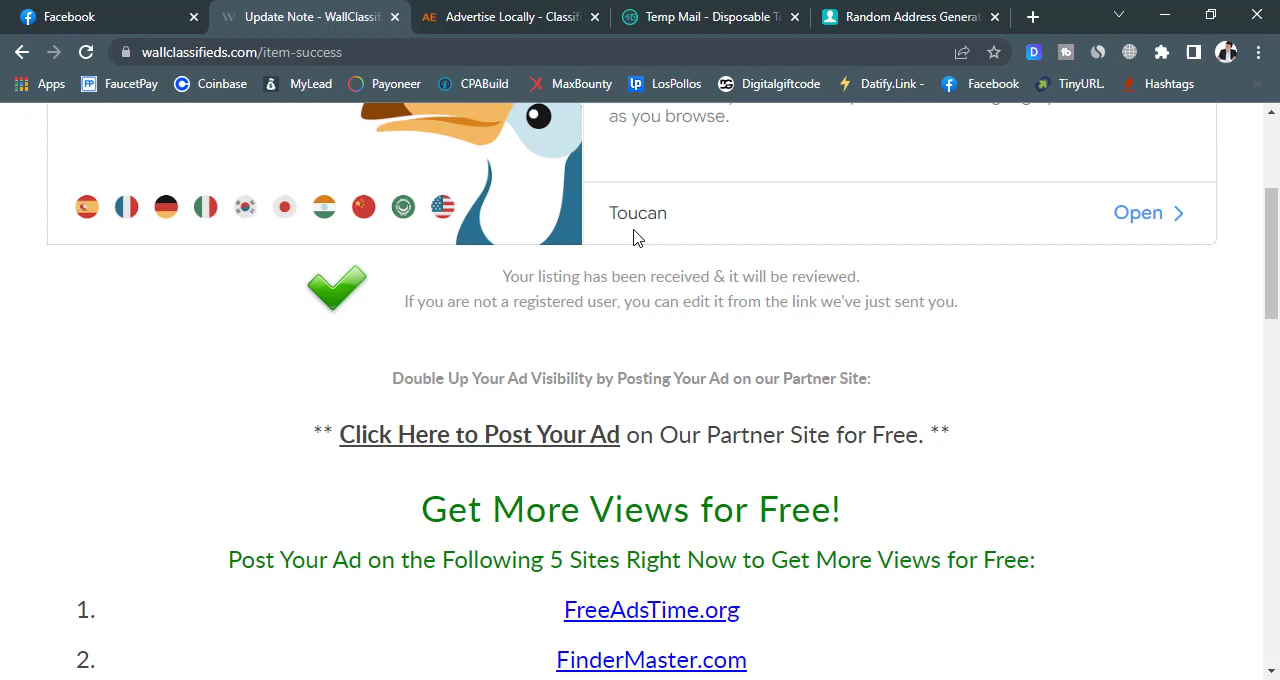 Facebook
Update Note - WallClassif
Advertise Locally - Classif
Temp Mail - Disposable T
Random Address Genera
wallclassifieds.com/item-success
Apps
FaucetPay
Coinbase
MyLead
Payoneer
CPABuild
MaxBounty
LosPollos
Digitalgiftcode
Datify.Link -
Facebook
TinyURL.
Hashtags
as you browse.
Toucan
Open
Your listing has been received & it will be reviewed.
If you are not a registered user, you can edit it from the link we've just sent you.
Double Up Your Ad Visibility by Posting Your Ad on our Partner Site:
** Click Here to Post Your Ad on Our Partner Site for Free. **
Get More Views for Free!
Post Your Ad on the Following 5 Sites Right Now to Get More Views for Free:
1. FreeAdsTime.org
2. FinderMaster.com